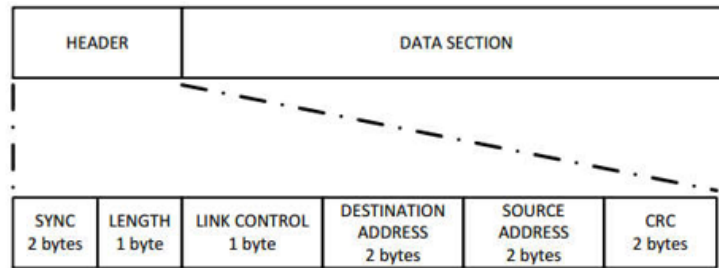 HEADER
DATA SECTION
SYNC
2 bytes
LENGTH
1 byte
LINK CONTROL
1 byte
DESTINATION
ADDRESS
2 bytes
SOURCE
ADDRESS
2 bytes
CRC
2 bytes